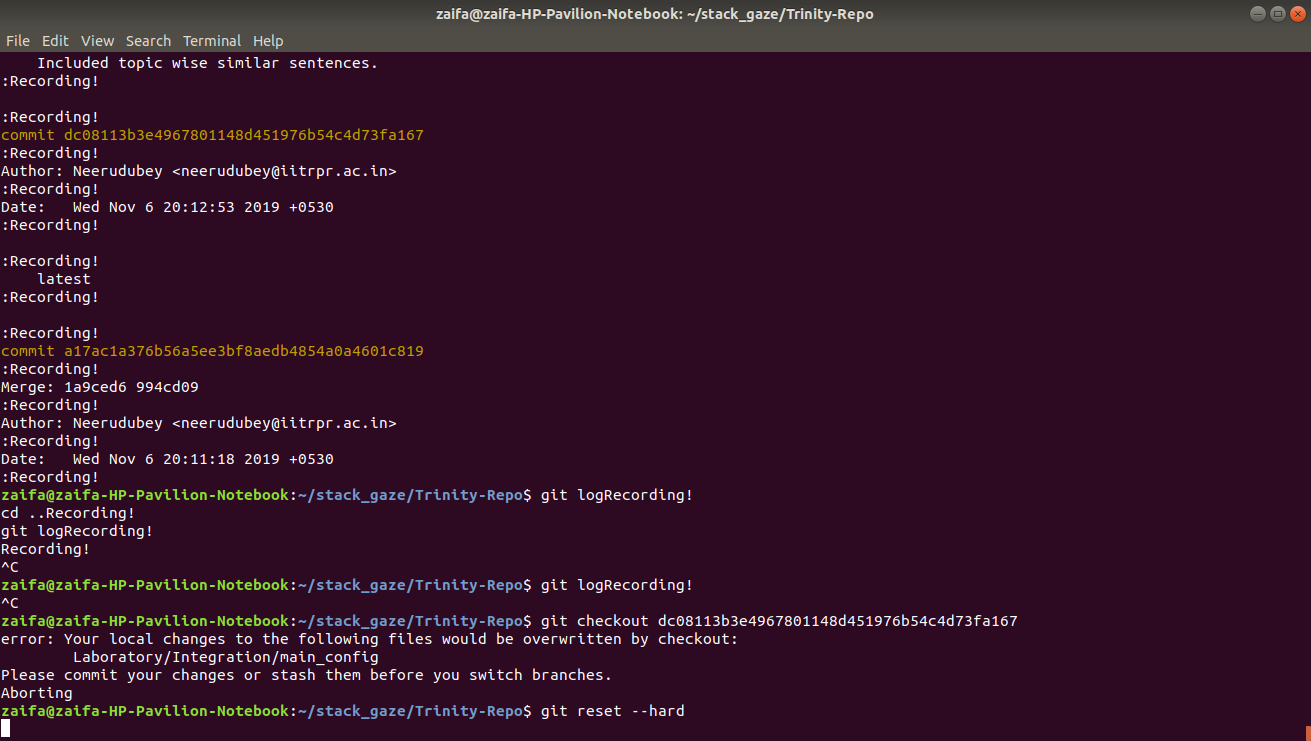 zaifa@zaifa-HP-Pavilion-Notebook: ~/stack_gaze/Trinity-Repo
File Edit View Search Terminal Help
    Included topic wise similar sentences.
:Recording!
:Recording!
commit dc08113b3e4967801148d451976b54c4d73fa167
:Recording!
Author: Neerudubey <neerudubey@iitrpr.ac.in>
:Recording!
Date:   Wed Nov 6 20:12:53 2019 +0530
:Recording!
:Recording!
    latest
:Recording!
:Recording!
commit a17ac1a376b56a5ee3bf8aedb4854a0a4601c819
:Recording!
Merge: 1a9ced6 994cd09
:Recording!
Author: Neerudubey <neerudubey@iitrpr.ac.in>
:Recording!
Date:   Wed Nov 6 20:11:18 2019 +0530
:Recording!
zaifa@zaifa-HP-Pavilion-Notebook:~/stack_gaze/Trinity-Repo$ git logRecording!
cd ..Recording!
git logRecording!
Recording!
^C
zaifa@zaifa-HP-Pavilion-Notebook:~/stack_gaze/Trinity-Repo$ git logRecording!
^C
zaifa@zaifa-HP-Pavilion-Notebook:~/stack_gaze/Trinity-Repo$ git checkout dc08113b3e4967801148d451976b54c4d73fa167
error: Your local changes to the following files would be overwritten by checkout:
        Laboratory/Integration/main_config
Please commit your changes or stash them before you switch branches.
Aborting
zaifa@zaifa-HP-Pavilion-Notebook:~/stack_gaze/Trinity-Repo$ git reset --hard